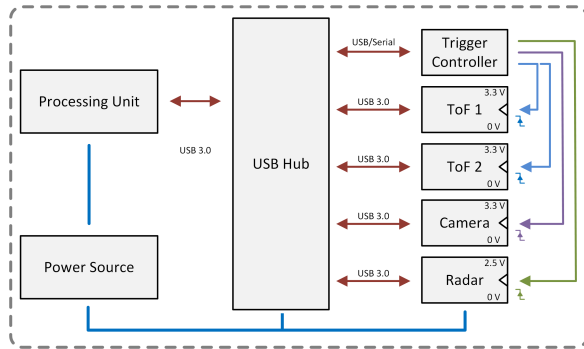 USB/Serial
Trigger
Controller
Processing Unit
USB 3.0
USB Hub
USB 3.0
3.3 V
ToF 1
0 V
USB 3.0
3.3 V
ToF 2
0 V
USB 3.0
3.3 V
Camera
0 V
Power Source
USB 3.0
2.5 V
Radar
0 V